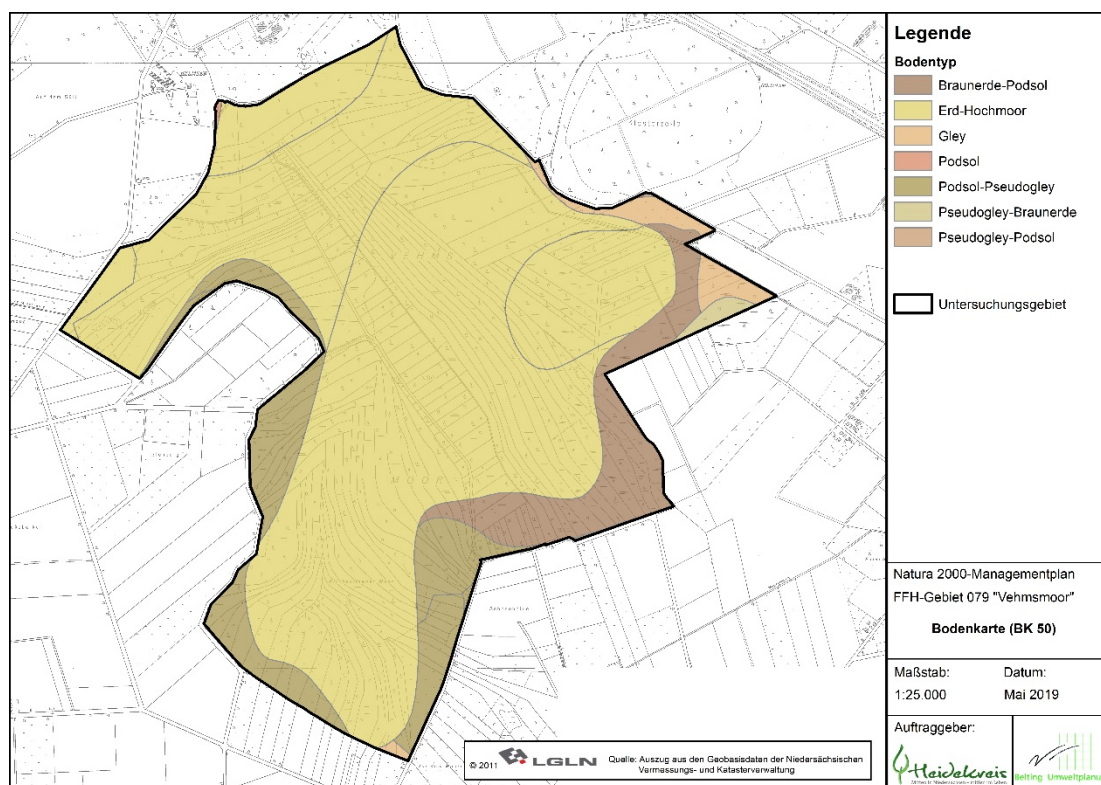 Legende
Bodentyp
Braunerde-Podsol
Erd-Hochmoor
Gley
Podsol
Podsol-Pseudogley
Pseudogley-Braunerde
Pseudogley-Podsol
Untersuchungsgebiet
Natura 2000-Managementplan
FFH-Gebiet 079 "Vehmsmoor"
Bodenkarte (BK 50)
Maßstab:
1:25.000
Datum:
Mai 2019
Auftraggeber:
Heidekreis
Belting Umweltplanu
© 2011
LGLN
Quelle: Auszug aus den Geobasisdaten der Niedersächsischen
Vermessungs- und Katasterverwaltung
MOOR